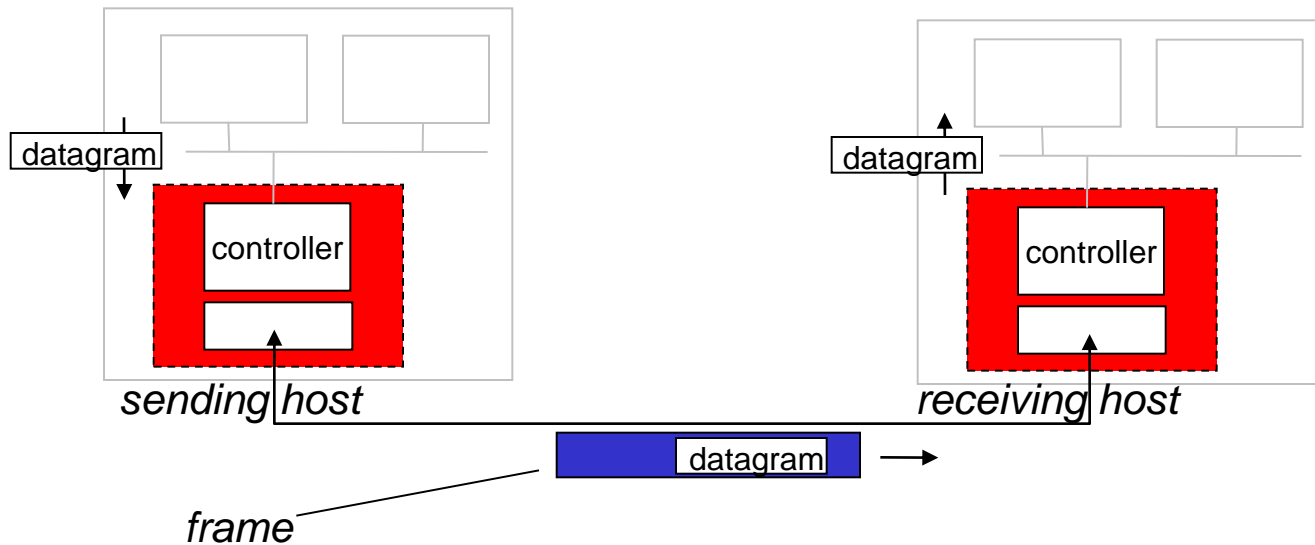 datagram
datagram
controller
controller
sending host
receiving host
datagram
frame